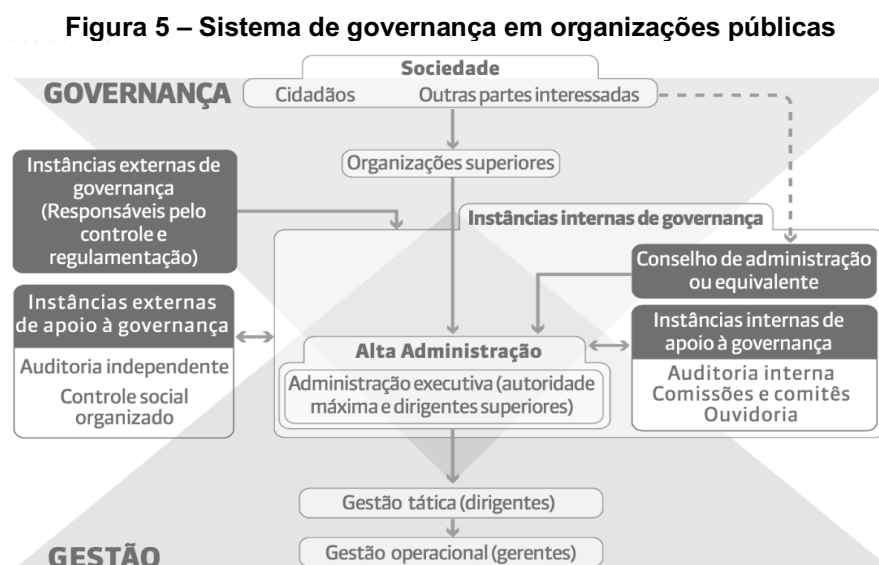 Figura 5 – Sistema de governança em organizações públicas
Sociedade
GOVERNANÇA
Cidadãos
Outras partes interessadas
Organizações superiores
Instâncias externas de
governança
(Responsáveis pelo
controle e
regulamentação)
Instâncias internas de governança
Conselho de administração
ou equivalente
Instâncias externas
de apoio à governança
Auditoria independente
Controle social
organizado
Alta Administração
Administração executiva (autoridade
máxima e dirigentes superiores)
Instâncias internas de
apoio à governança
Auditoria interna
Comissões e comitês
Ouvidoria
Gestão tática (dirigentes)
Gestão operacional (gerentes)
GESTÃO